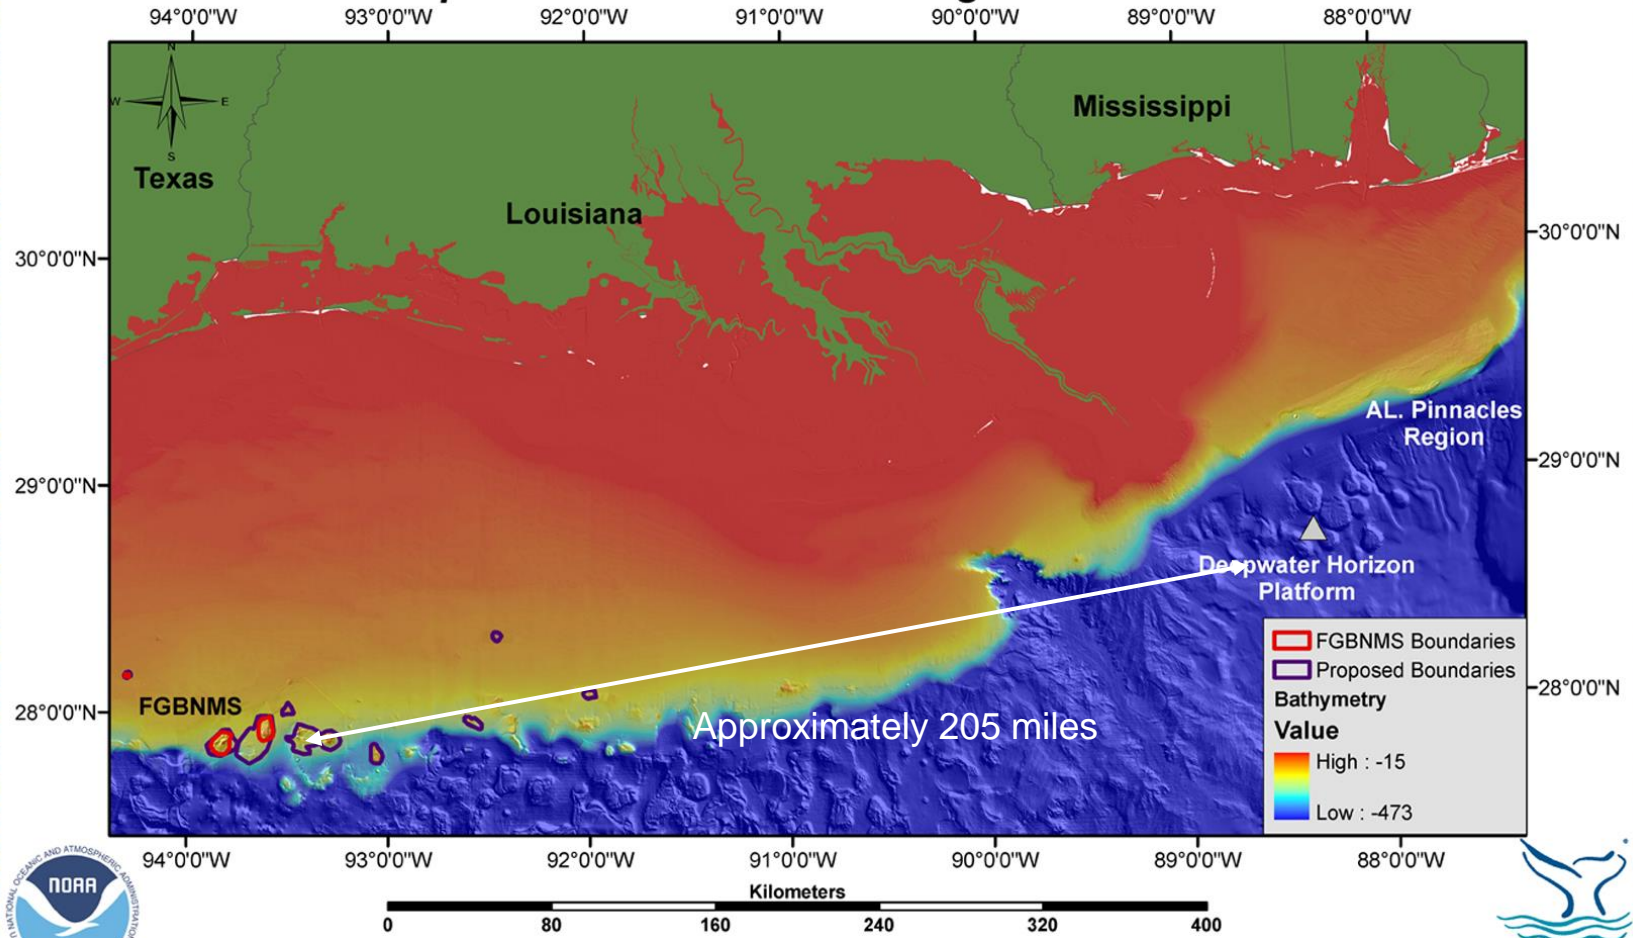 94°0'0"W 93°0'0"W 92°0'0"W 91°0'0"W 90°0'0"W 89°0'0"W 88°0'0"W
N
W E
S
Texas
Louisiana
Mississippi
30°0'0"N
30°0'0"N
29°0'0"N
29°0'0"N
28°0'0"N
28°0'0"N
AL. Pinnacles
Region
Deepwater Horizon
Platform
FGBNMS
Approximately 205 miles
FGBNMS Boundaries
Proposed Boundaries
Bathymetry
Value
High : -15
Low : -473
94°0'0"W 93°0'0"W 92°0'0"W 91°0'0"W 90°0'0"W 89°0'0"W 88°0'0"W
Kilometers
0 80 160 240 320 400
NATIONAL OCEANIC AND ATMOSPHERIC
NOAA